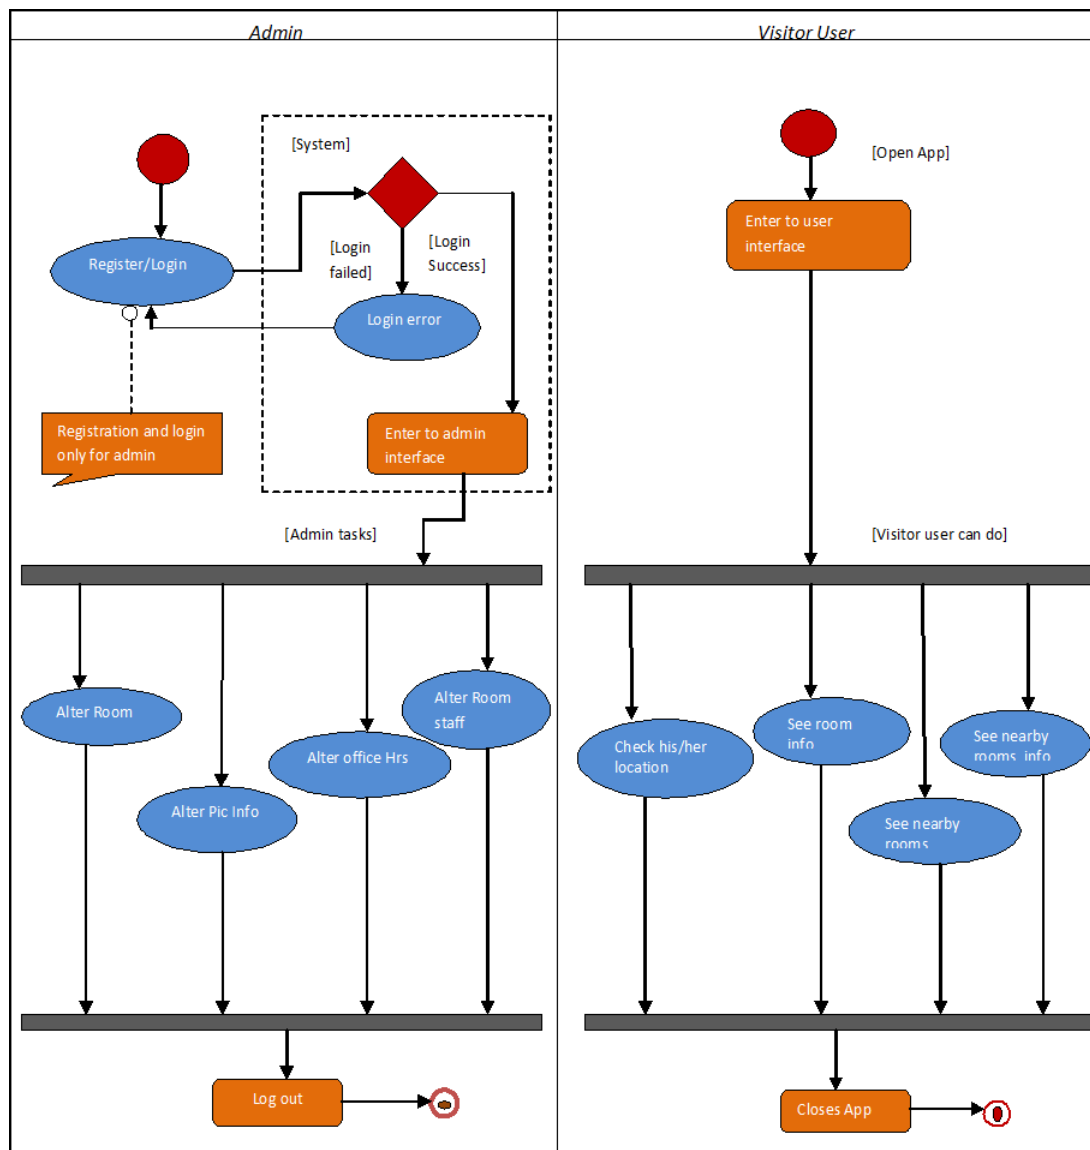 Admin
Visitor User
[System]
[Open App]
Enter to user
interface
[Login
failed]
[Login
Success]
Register/Login
Login error
Registration and login
only for admin
Enter to admin
interface
[Admin tasks]
[Visitor user can do]
Alter Room
Alter Pic Info
Alter office Hrs
Alter Room
staff
Check his/her
location
See room
info
See nearby
rooms
See nearby
rooms info
Log out
Closes App